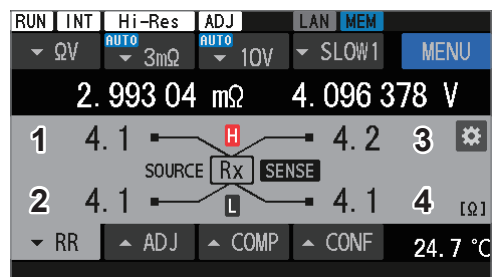 RUN INT Hi-Res ADJ LAN MEM
ΩV AUTO 3mΩ AUTO 10V SLOW1 MENU
2.993 04 mΩ 4.096 378 V
1 4.1 H 4.2 3
SOURCE Rx SENSE
2 4.1 L 4.1 4 [Ω]
RR ADJ COMP CONF 24.7 °C